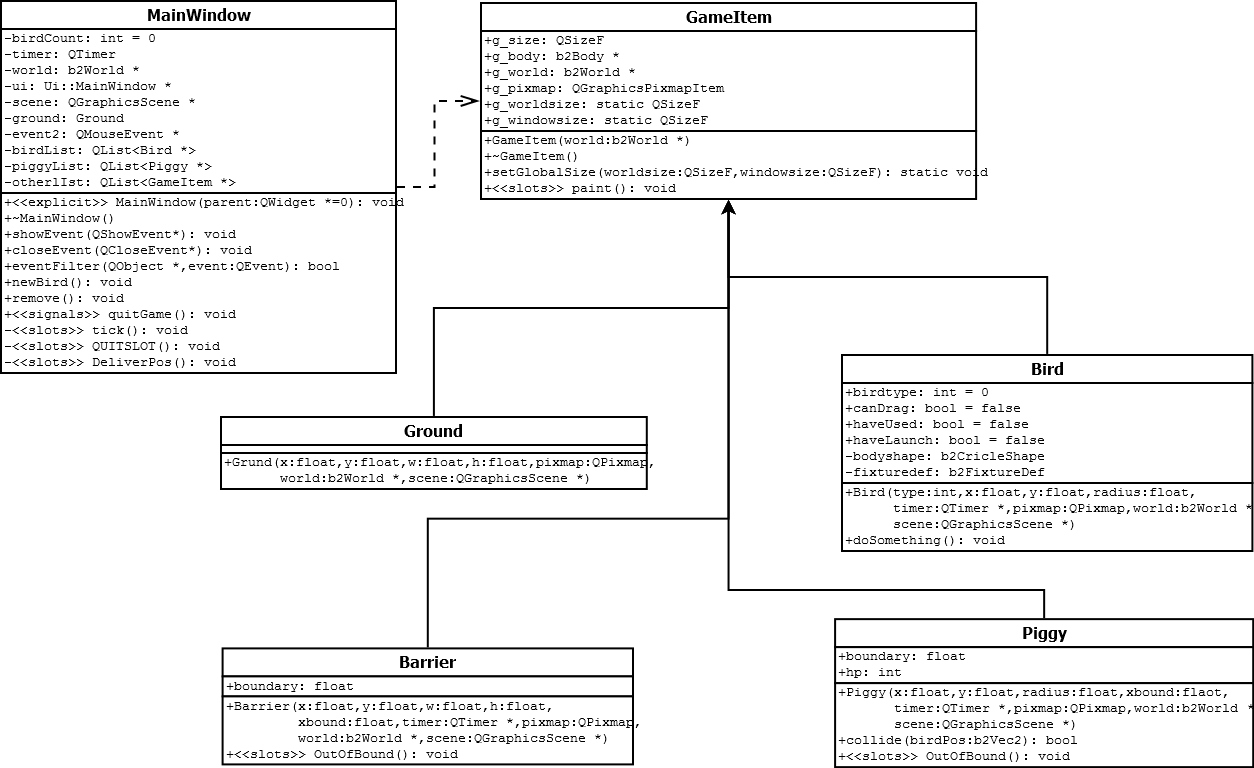 MainWindow
-birdCount: int = 0
-timer: QTimer
-world: b2World *
-ui: Ui::MainWindow *
-scene: QGraphicsScene *
-ground: Ground
-event2: QMouseEvent *
-birdList: QList<Bird *>
-piggyList: QList<Piggy *>
-otherlIst: QList<GameItem *>
+<<explicit>> MainWindow(parent:QWidget *=0): void
+~MainWindow()
+showEvent(QShowEvent*): void
+closeEvent(QCloseEvent*): void
+eventFilter(QObject *,event:QEvent): bool
+newBird(): void
+remove(): void
+<<signals>> quitGame(): void
-<<slots>> tick(): void
-<<slots>> QUITSLOT(): void
-<<slots>> DeliverPos(): void
GameItem
+g_size: QSizeF
+g_body: b2Body *
+g_world: b2World *
+g_pixmap: QGraphicsPixmapItem
+g_worldsize: static QSizeF
+g_windowsize: static QSizeF
+GameItem(world:b2World *)
+~GameItem()
+setGlobalSize(worldsize:QSizeF,windowsize:QSizeF): static void
+<<slots>> paint(): void
Ground
+Grund(x:float,y:float,w:float,h:float,pixmap:QPixmap,
world:b2World *,scene:QGraphicsScene *)
Bird
+birdtype: int = 0
+canDrag: bool = false
+haveUsed: bool = false
+haveLaunch: bool = false
-bodyshape: b2CricleShape
-fixturedef: b2FixtureDef
+Bird(type:int,x:float,y:float,radius:float,
timer:QTimer *,pixmap:QPixmap,world:b2World *
scene:QGraphicsScene *)
+doSomething(): void
Barrier
+boundary: float
+Barrier(x:float,y:float,w:float,h:float,
xbound:float,timer:QTimer *,pixmap:QPixmap,
world:b2World *,scene:QGraphicsScene *)
+<<slots>> OutOfBound(): void
Piggy
+boundary: float
+hp: int
+Piggy(x:float,y:float,radius:float,xbound:flaot,
timer:QTimer *,pixmap:QPixmap,world:b2World *
scene:QGraphicsScene *)
+collide(birdPos:b2Vec2): bool
+<<slots>> OutOfBound(): void